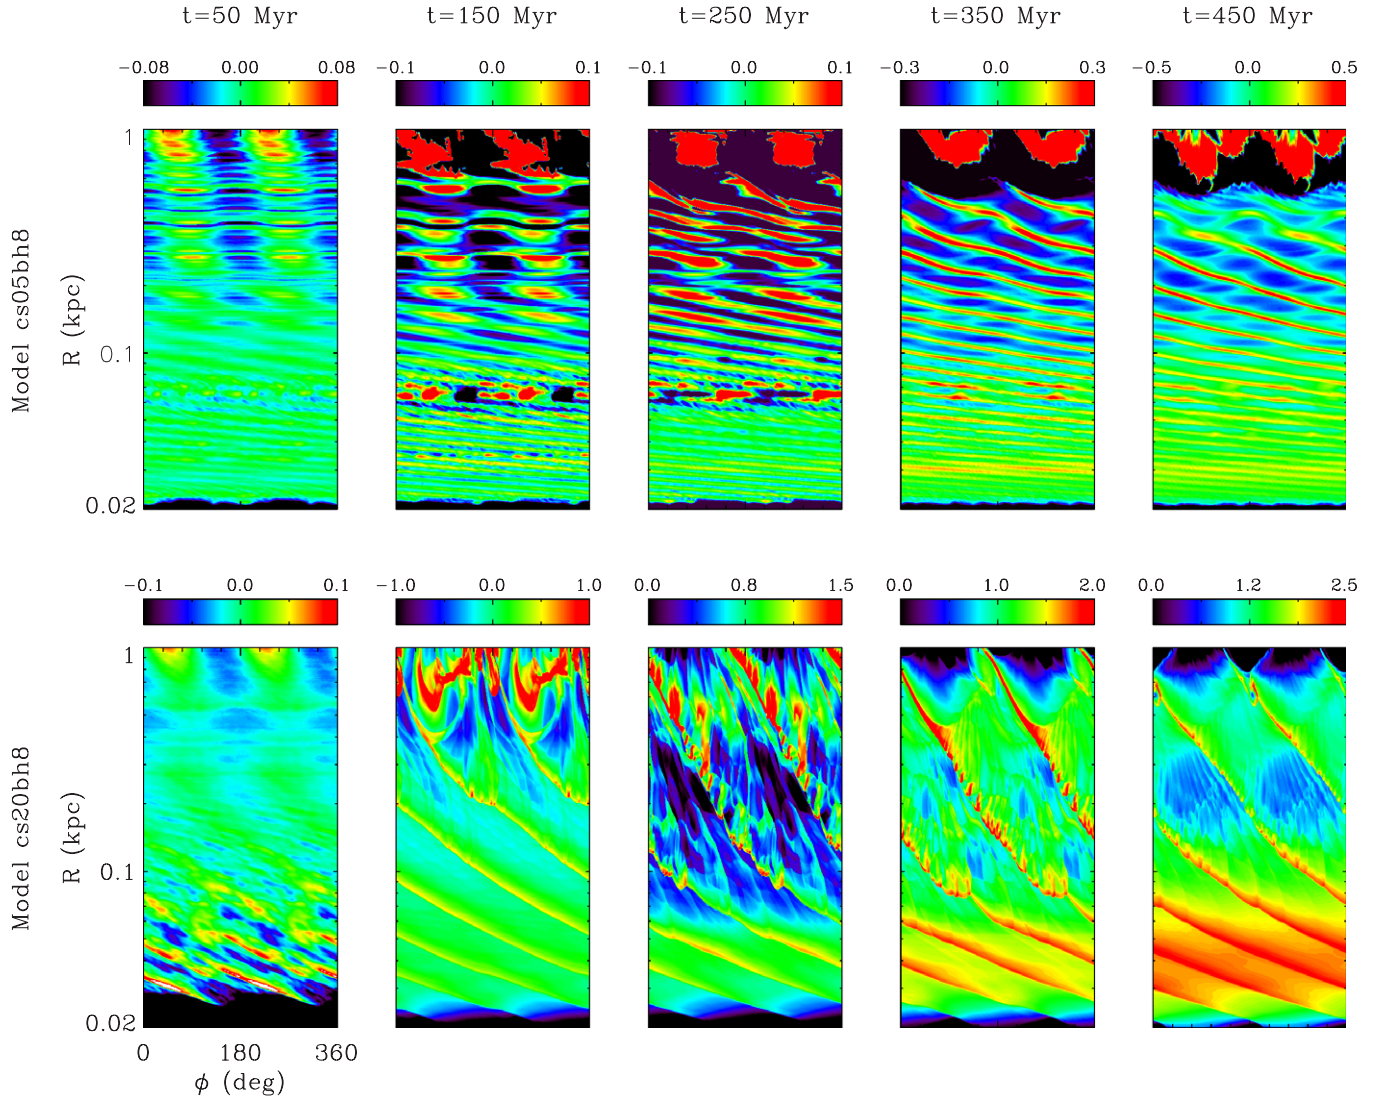 t=50 Myr t=150 Myr t=250 Myr t=350 Myr t=450 Myr
−0.08 0.00 0.08 −0.1 0.0 0.1 −0.1 0.0 0.1 −0.3 0.0 0.3 −0.5 0.0 0.5
Model cs05bh8
R (kpc)
1
0.1
0.02
−0.1 0.0 0.1 −1.0 0.0 1.0 0.0 0.8 1.5 0.0 1.0 2.0 0.0 1.2 2.5
Model cs20bh8
R (kpc)
1
0.1
0.02
0 180 360
ϕ (deg)